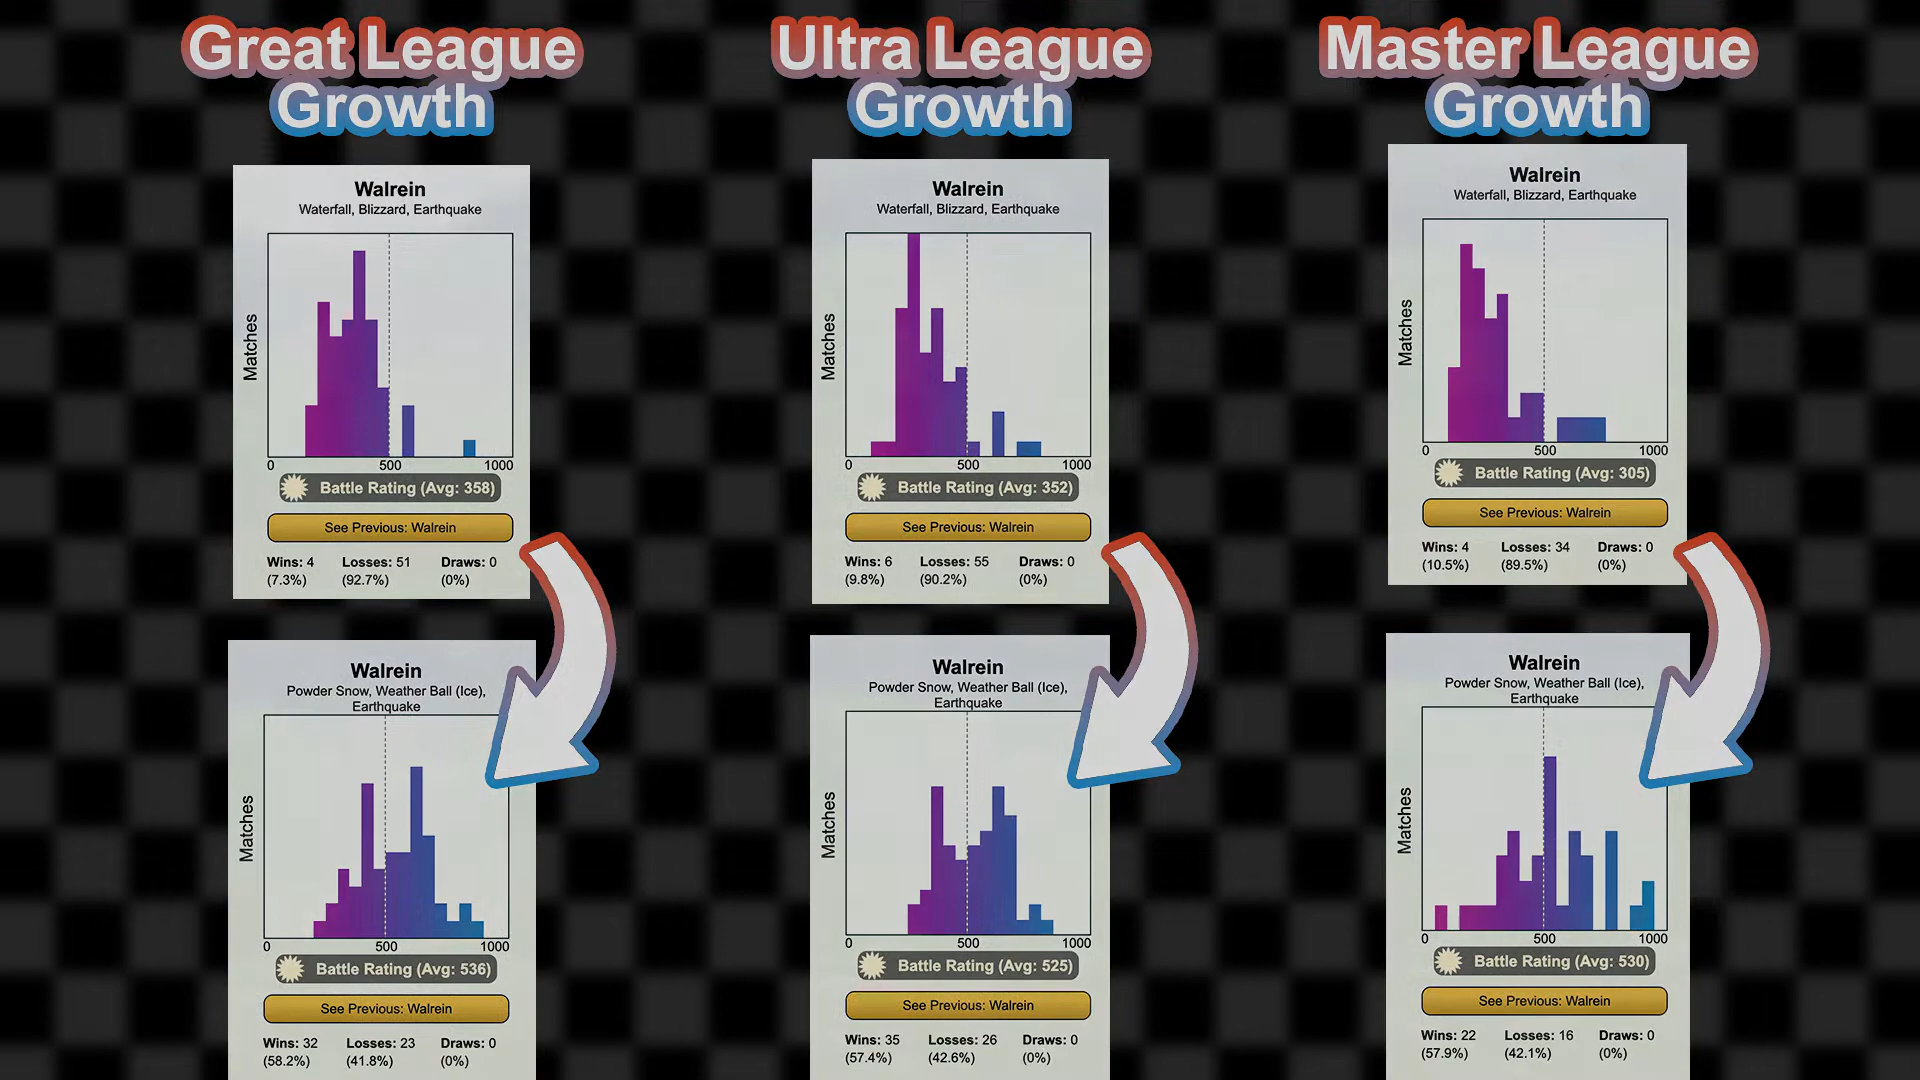 Great League
Growth
Walrein
Waterfall, Blizzard, Earthquake
Matches
0 500 1000
Battle Rating (Avg: 358)
See Previous: Walrein
Wins: 4 Losses: 51 Draws: 0
(7.3%) (92.7%) (0%)
Walrein
Powder Snow, Weather Ball (Ice),
Earthquake
Matches
0 500 1000
Battle Rating (Avg: 536)
See Previous: Walrein
Wins: 32 Losses: 23 Draws: 0
(58.2%) (41.8%) (0%)
Ultra League
Growth
Walrein
Waterfall, Blizzard, Earthquake
Matches
0 500 1000
Battle Rating (Avg: 352)
See Previous: Walrein
Wins: 6 Losses: 55 Draws: 0
(9.8%) (90.2%) (0%)
Walrein
Powder Snow, Weather Ball (Ice),
Earthquake
Matches
0 500 1000
Battle Rating (Avg: 525)
See Previous: Walrein
Wins: 35 Losses: 26 Draws: 0
(57.4%) (42.6%) (0%)
Master League
Growth
Walrein
Waterfall, Blizzard, Earthquake
Matches
0 500 1000
Battle Rating (Avg: 305)
See Previous: Walrein
Wins: 4 Losses: 34 Draws: 0
(10.5%) (89.5%) (0%)
Walrein
Powder Snow, Weather Ball (Ice),
Earthquake
Matches
0 500 1000
Battle Rating (Avg: 530)
See Previous: Walrein
Wins: 22 Losses: 16 Draws: 0
(57.9%) (42.1%) (0%)